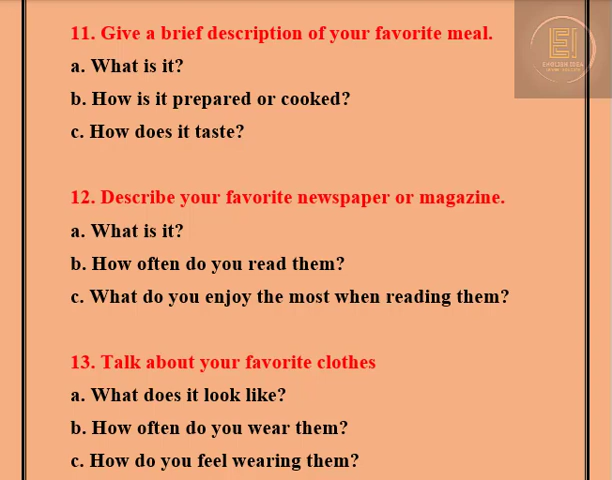 11. Give a brief description of your favorite meal.
a. What is it?
b. How is it prepared or cooked?
c. How does it taste?
12. Describe your favorite newspaper or magazine.
a. What is it?
b. How often do you read them?
c. What do you enjoy the most when reading them?
13. Talk about your favorite clothes
a. What does it look like?
b. How often do you wear them?
c. How do you feel wearing them?